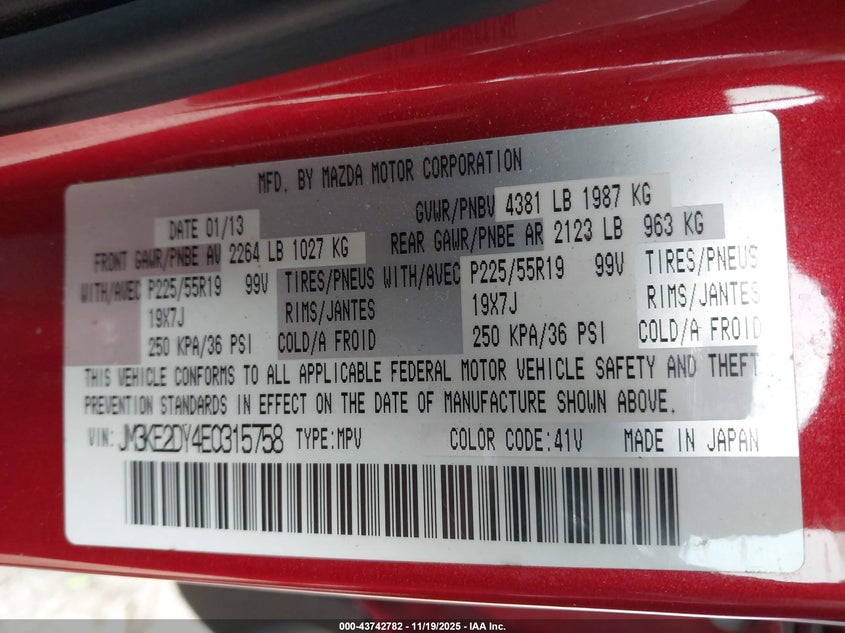 MFD. BY MAZDA MOTOR CORPORATION
DATE 01/13 GVWR/PNBV 4381 LB 1987 KG
FRONT GAWR/PNBE AV 2264 LB 1027 KG REAR GAWR/PNBE AR 2123 LB 963 KG
WITH/AVEC P225/55R19 99V TIRES/PNEUS WITH/AVEC P225/55R19 99V TIRES/PNEUS
19X7J RIMS/JANTES 19X7J RIMS/JANTES
250 KPA/36 PSI COLD/A FROID 250 KPA/36 PSI COLD/A FROID
THIS VEHICLE CONFORMS TO ALL APPLICABLE FEDERAL MOTOR VEHICLE SAFETY AND THEFT
PREVENTION STANDARDS IN EFFECT ON THE DATE OF MANUFACTURE SHOWN ABOVE.
VIN: JM3KE2DY4E0315758 TYPE:MPV COLOR CODE:41V MADE IN JAPAN
000-43742782 - 11/19/2025 - IAA Inc.